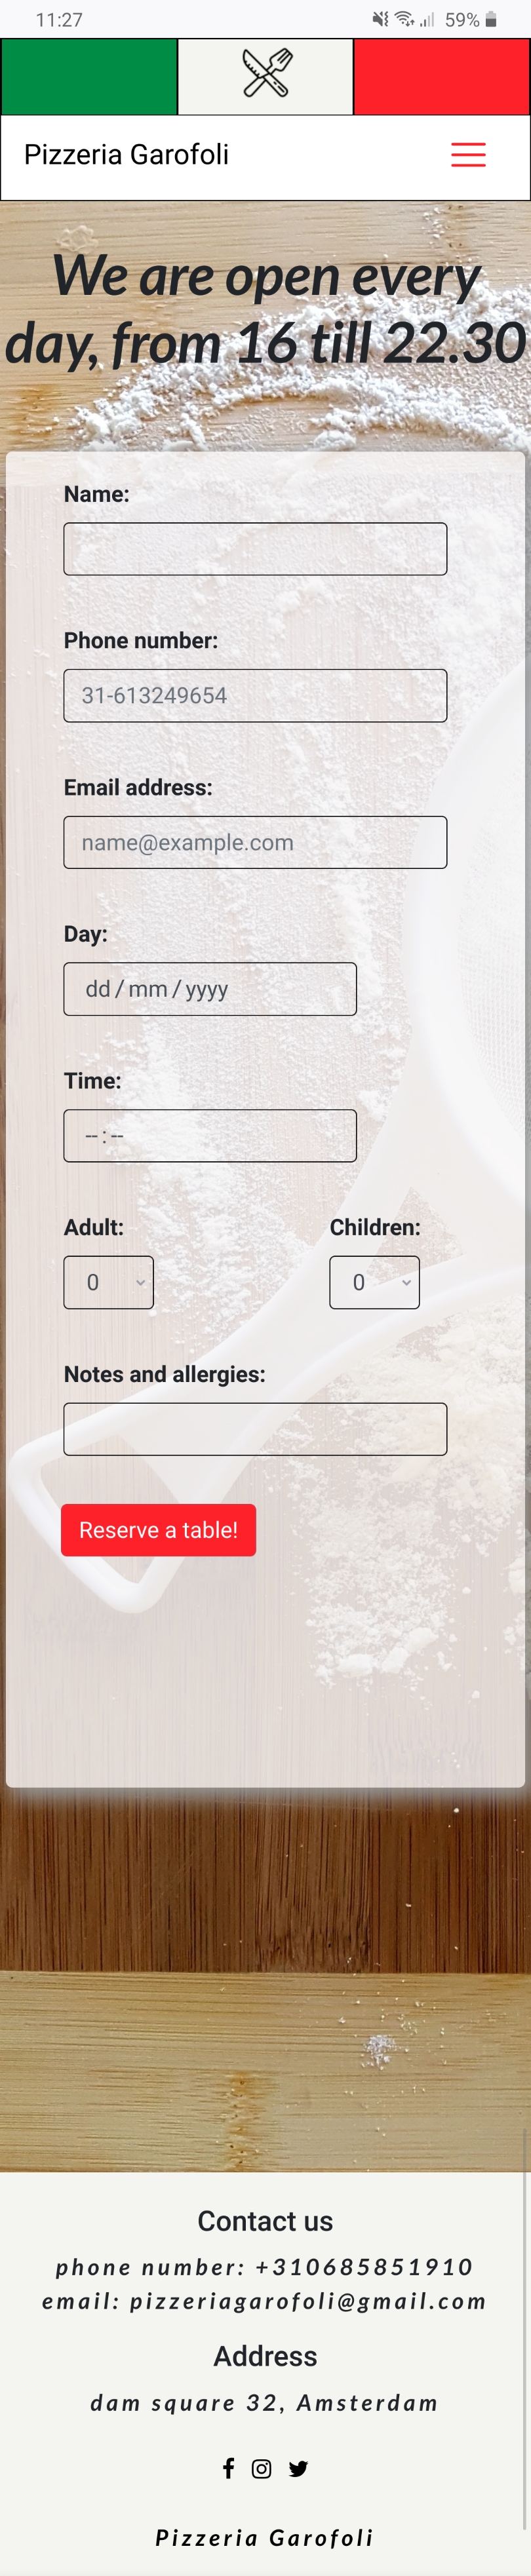 11:27
59%
Pizzeria Garofoli
We are open every
day, from 16 till 22.30
Name:
Phone number:
31-613249654
Email address:
name@example.com
Day:
dd/mm/yyyy
Time:
--:--
Adult: Children:
0 0
Notes and allergies:
Reserve a table!
Contact us
phone number: +310685851910
email: pizzeriagarofoli@gmail.com
Address
dam square 32, Amsterdam
Pizzeria Garofoli